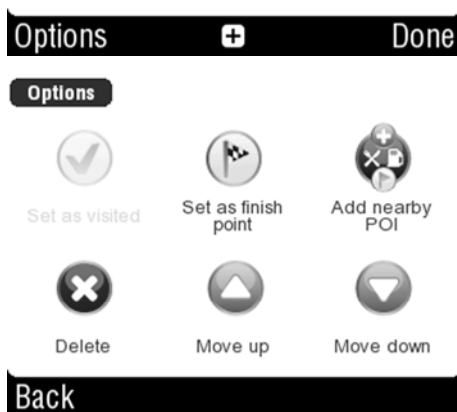 Options Done
Options
Set as visited
Set as finish
point
Add nearby
POI
Delete
Move up
Move down
Back